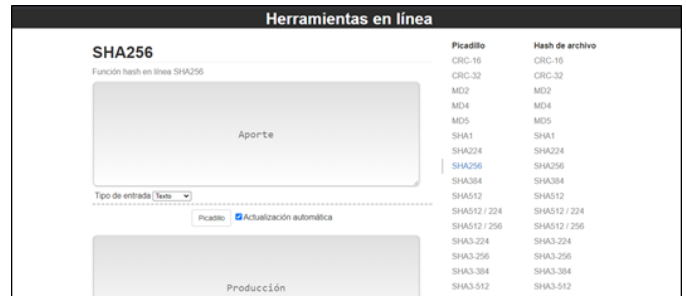 Herramientas en línea
SHA256
Función hash en línea SHA256
Aporte
Tipo de entrada Texto
Picadillo Actualización automática
Producción
Picadillo
CRC-16
CRC-32
MD2
MD4
MD5
SHA1
SHA224
SHA256
SHA384
SHA512
SHA512 / 224
SHA512 / 256
SHA3-224
SHA3-256
SHA3-384
SHA3-512
Hash de archivo
CRC-16
CRC-32
MD2
MD4
MD5
SHA1
SHA224
SHA256
SHA384
SHA512
SHA512 / 224
SHA512 / 256
SHA3-224
SHA3-256
SHA3-384
SHA3-512